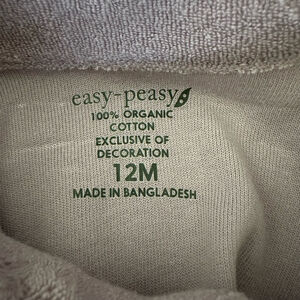 easy-peasy
100% ORGANIC
COTTON
EXCLUSIVE OF
DECORATION
12M
MADE IN BANGLADESH